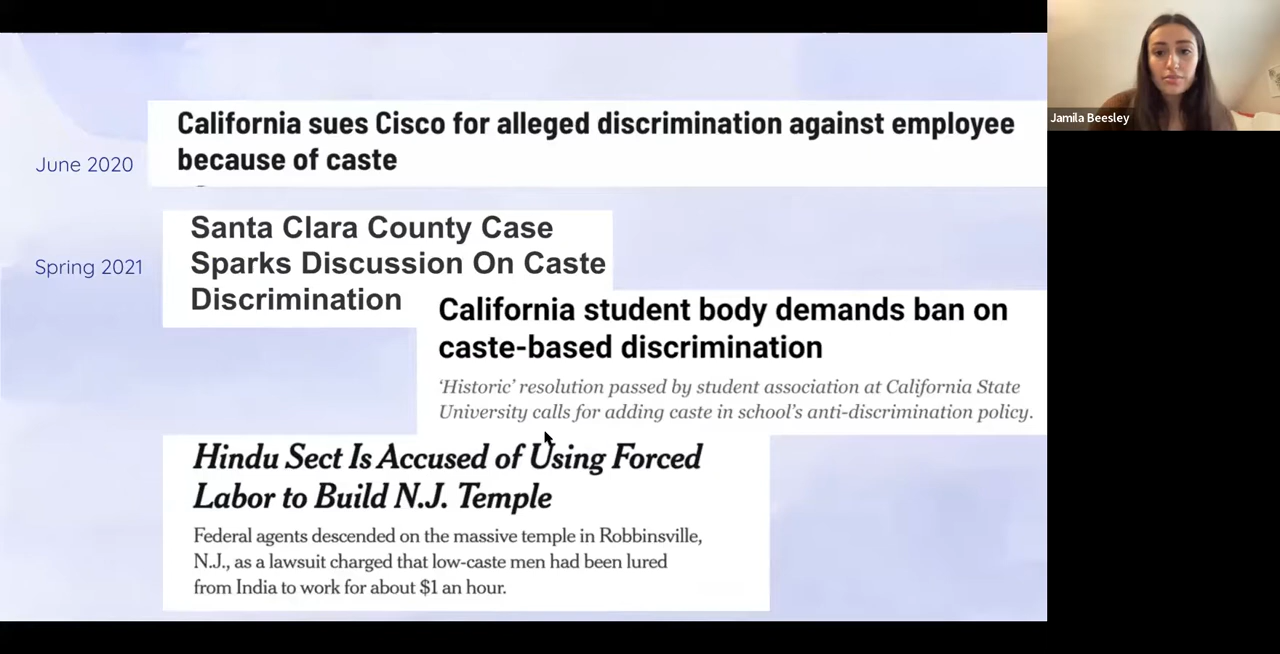 California sues Cisco for alleged discrimination against employee
because of caste
June 2020
Santa Clara County Case
Sparks Discussion On Caste
Discrimination
Spring 2021
California student body demands ban on
caste-based discrimination
‘Historic’ resolution passed by student association at California State
University calls for adding caste in school’s anti-discrimination policy.
Hindu Sect Is Accused of Using Forced
Labor to Build N.J. Temple
Federal agents descended on the massive temple in Robbinsville,
N.J., as a lawsuit charged that low-caste men had been lured
from India to work for about $1 an hour.
Jamila Beesley